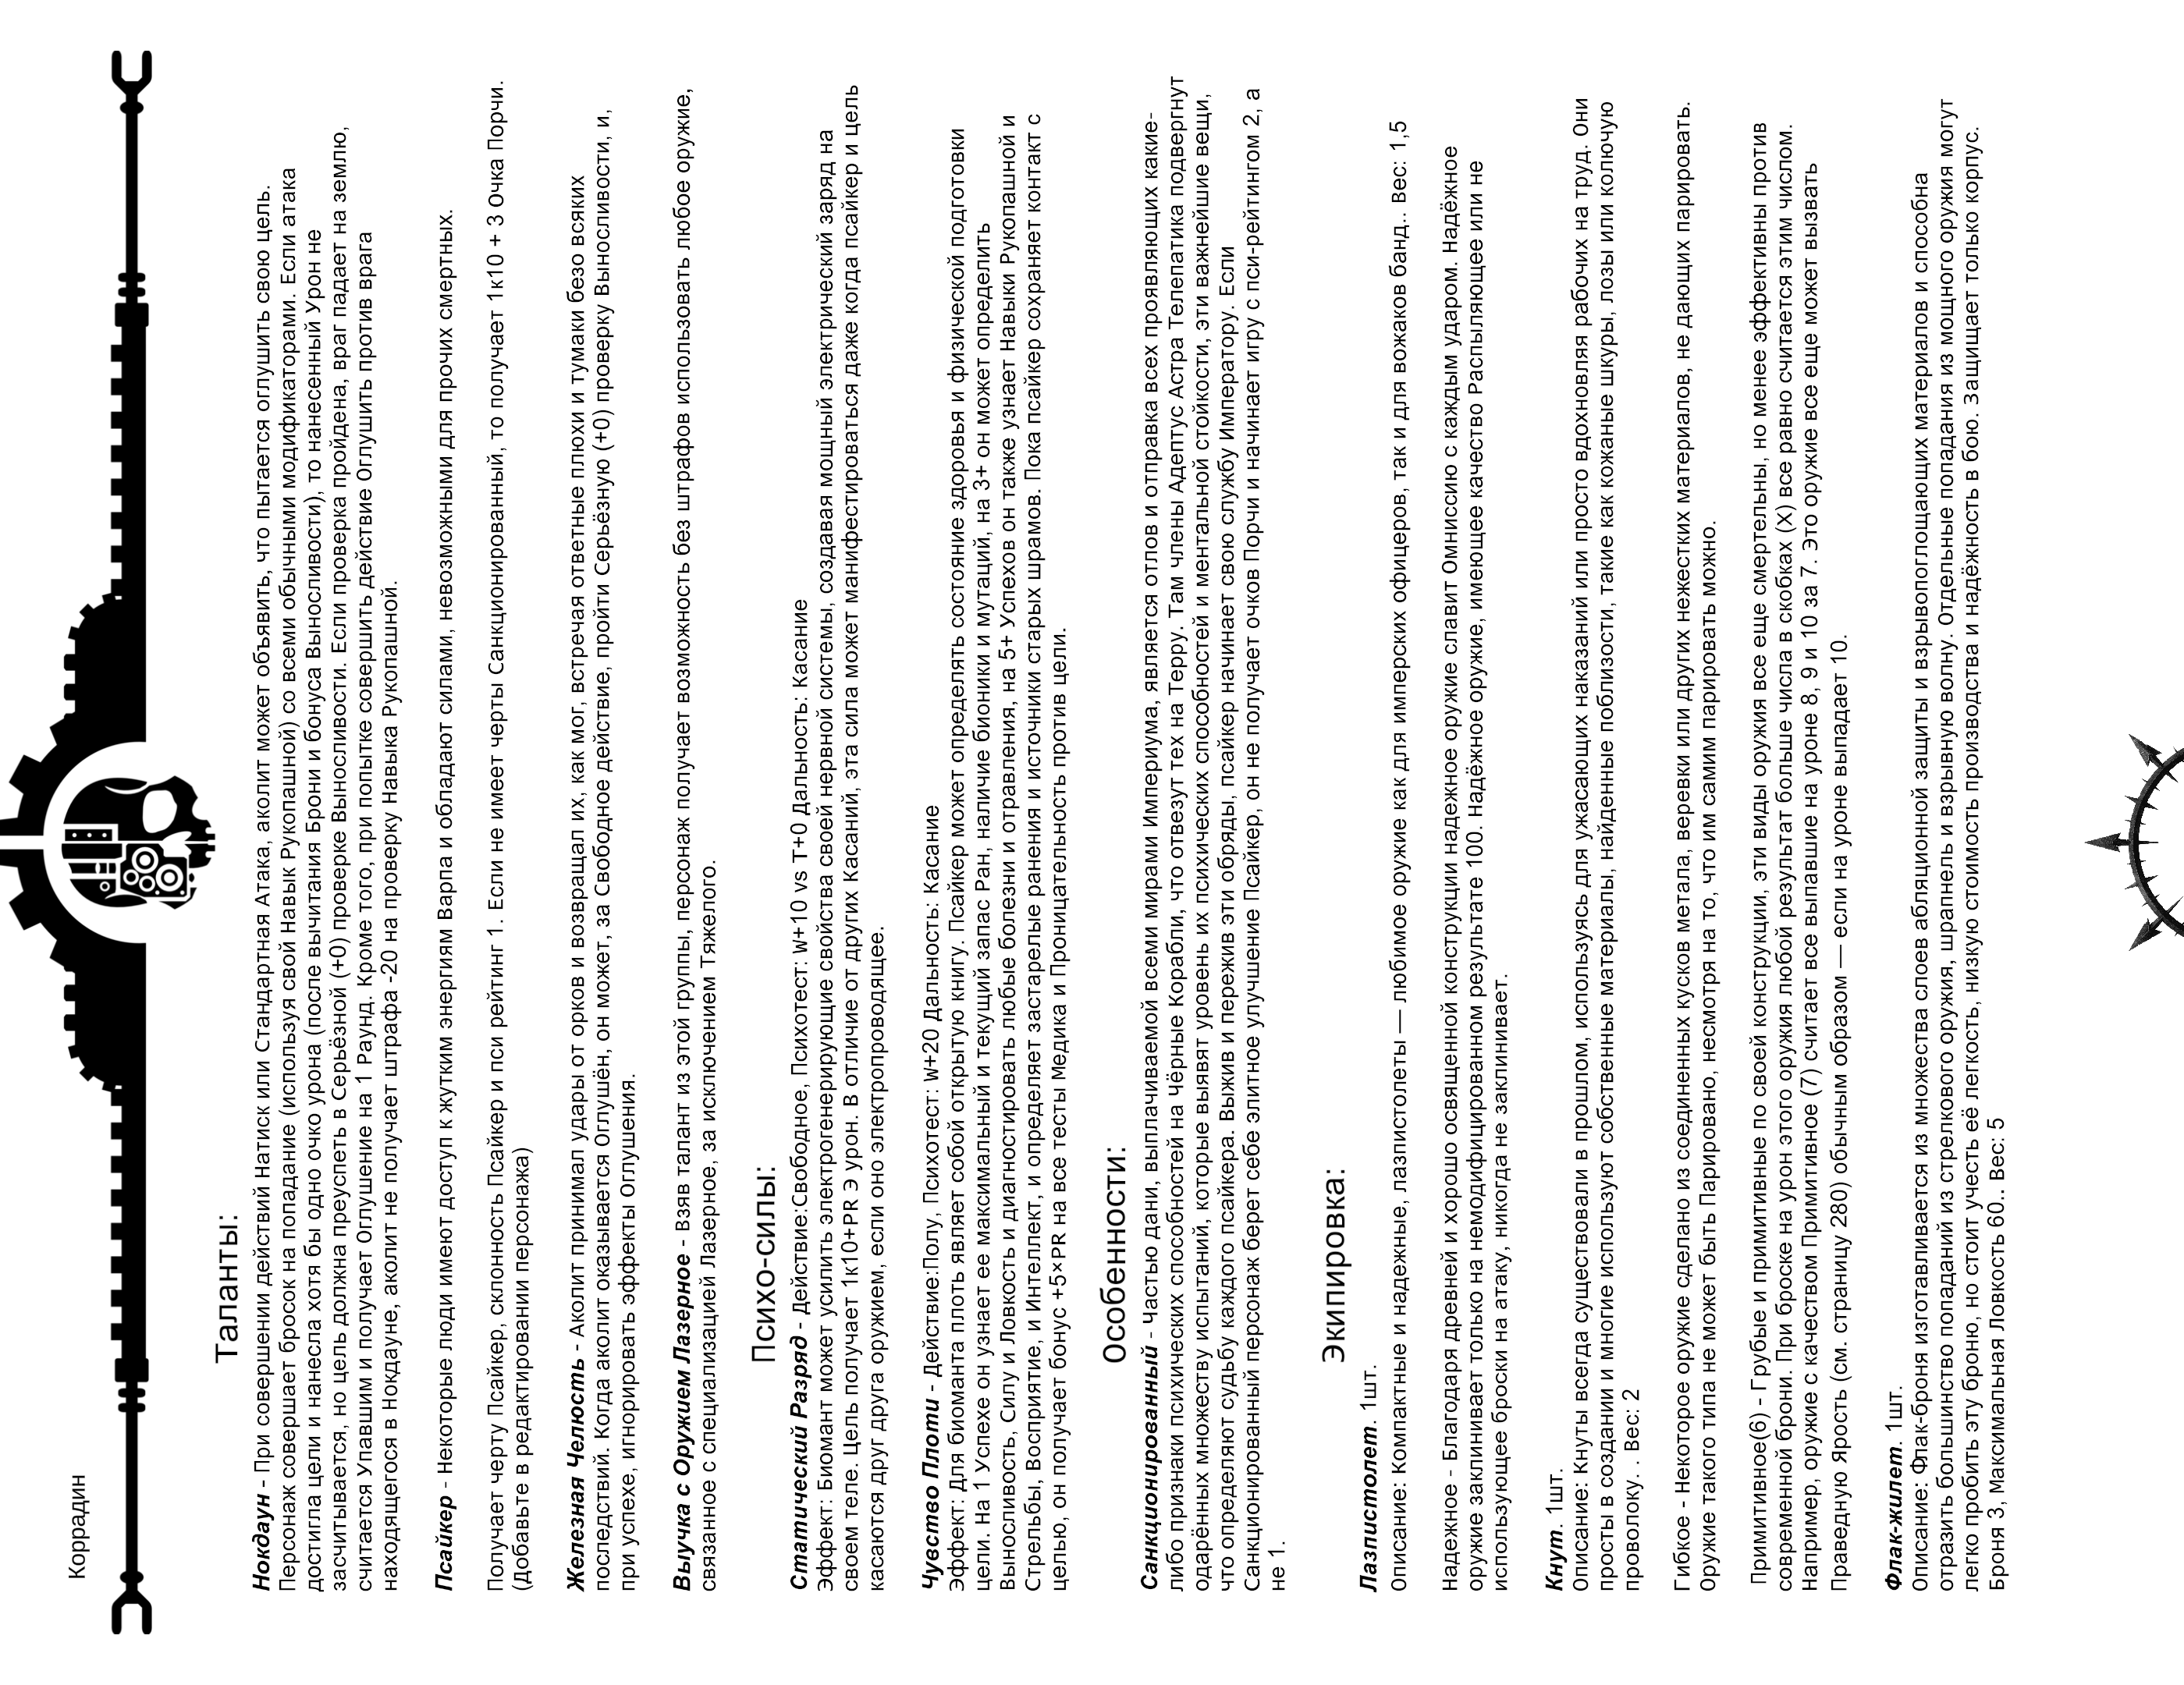 Коррадин
Таланты:
Нокдаун - При совершении действий Натиск или Стандартная Атака, аколит может объявить, что пытается оглушить свою цель.
Персонаж совершает бросок на попадание (используя свой навык Рукопашной) со всеми обычными модификаторами. Если атака
достигла цели и нанесла хотя бы одно очко урона (после вычитания Брони и бонуса Выносливости), то нанесенный Урон не
засчитывается, но цель должна преуспеть в Серьёзной (+0) проверке Выносливости. Если проверка пройдена, враг падает на землю,
считается Упавшим и получает Оглушение на 1 Раунд. Кроме того, при попытке совершить действие Оглушить против врага
находящегося в Нокдауне, аколит не получает штрафа -20 на проверку Навыка Рукопашной.
Псайкер - Некоторые люди имеют доступ к жутким энергиям Варпа и обладают силами, невозможными для прочих смертных.
Получает черту Псайкер, склонность Псайкер и пси рейтинг 1. Если не имеет черты Санкционированный, то получает 1к10 + 3 Очка Порчи.
(Добавьте в редактировании персонажа)
Железная Челюсть - Аколит принимал удары от орков и возвращал их, как мог, встречая ответные плюхи и тумаки безо всяких
последствий. Когда аколит оказывается Оглушён, он может, за Свободное действие, пройти Серьёзную (+0) проверку Выносливости, и,
при успехе, игнорировать эффекты Оглушения.
Выучка с Оружием Лазерное - Взяв талант из этой группы, персонаж получает возможность без штрафов использовать любое оружие,
связанное с специализацией Лазерное, за исключением Тяжелого.
Психо-силы:
Статический Разряд - Действие:Свободное, Психотест: W+10 vs T+0 Дальность: Касание
Эффект: Биомант может усилить электрогенерирующие свойства своей нервной системы, создавая мощный электрический заряд на
своем теле. Цель получает 1к10+PR Э урон. В отличие от других Касаний, эта сила может манифестироваться даже когда псайкер и цель
касаются друг друга оружием, если оно электропроводящее.
Чувство Плоти - Действие:Полу, Психотест: W+20 Дальность: Касание
Эффект: Для биоманта плоть являет собой открытую книгу. Псайкер может определять состояние здоровья и физической подготовки
цели. На 1 Успехе он узнает ее максимальный и текущий запас Ран, наличие бионики и мутаций, на 3+ он может определить
Выносливость, Силу и Ловкость и диагностировать любые болезни и отравления, на 5+ Успехов он также узнает Навыки Рукопашной и
Стрельбы, Восприятие, и Интеллект, и определяет застарелые ранения и источники старых шрамов. Пока псайкер сохраняет контакт с
целью, он получает бонус +5×PR на все тесты Медика и Проницательность против цели.
Особенности:
Санкционированный - Частью дани, выплачиваемой всеми мирами Империума, является отлов и отправка всех проявляющих какие-
либо признаки психических способностей на Чёрные Корабли, что отвезут тех на Терру. Там члены Адептус Астра Телепатика подвергнут
одарённых множеству испытаний, которые выявят уровень их психических способностей и ментальной стойкости, эти важнейшие вещи,
что определяют судьбу каждого псайкера. Выжив и пережив эти обряды, псайкер начинает свою службу Императору. Если
Санкционированный персонаж берет себе элитное улучшение Псайкер, он не получает очков Порчи и начинает игру с пси-рейтингом 2, а
не 1.
Экипировка:
Лазпистолет. 1шт.
Описание: Компактные и надежные, лазпистолеты — любимое оружие как для имперских офицеров, так и для вожаков банд.. Вес: 1,5
Надежное - Благодаря древней и хорошо освященной конструкции надежное оружие славит Омниссию с каждым ударом. Надёжное
оружие заклинивает только на немодифицированном результате 100. Надёжное оружие, имеющее качество Распыляющее или не
использующее броски на атаку, никогда не заклинивает.
Кнут. 1шт.
Описание: Кнуты всегда существовали в прошлом, используясь для ужасающих наказаний или просто вдохновляя рабочих на труд. Они
просты в создании и многие используют собственные материалы, найденные поблизости, такие как кожаные шкуры, лозы или колючую
проволоку. . Вес: 2
Гибкое - Некоторое оружие сделано из соединенных кусков метала, веревки или других нежестких материалов, не дающих парировать.
Оружие такого типа не может быть Парировано, несмотря на то, что им самим парировать можно.
Примитивное(6) - Грубые и примитивные по своей конструкции, эти виды оружия все еще смертельны, но менее эффективны против
современной брони. При броске на урон этого оружия любой результат больше числа в скобках (X) все равно считается этим числом.
Например, оружие с качеством Примитивное (7) считает все выпавшие на уроне 8, 9 и 10 за 7. Это оружие все еще может вызвать
Праведную Ярость (см. страницу 280) обычным образом — если на уроне выпадает 10.
Флак-жилет. 1шт.
Описание: Флак-броня изготавливается из множества слоев абляционной защиты и взрывопоглощающих материалов и способна
отразить большинство попаданий из стрелкового оружия, шрапнель и взрывную волну. Отдельные попадания из мощного оружия могут
легко пробить эту броню, но стоит учесть её легкость, низкую стоимость производства и надёжность в бою. Защищает только корпус.
Броня 3, Максимальная Ловкость 60.. Вес: 5